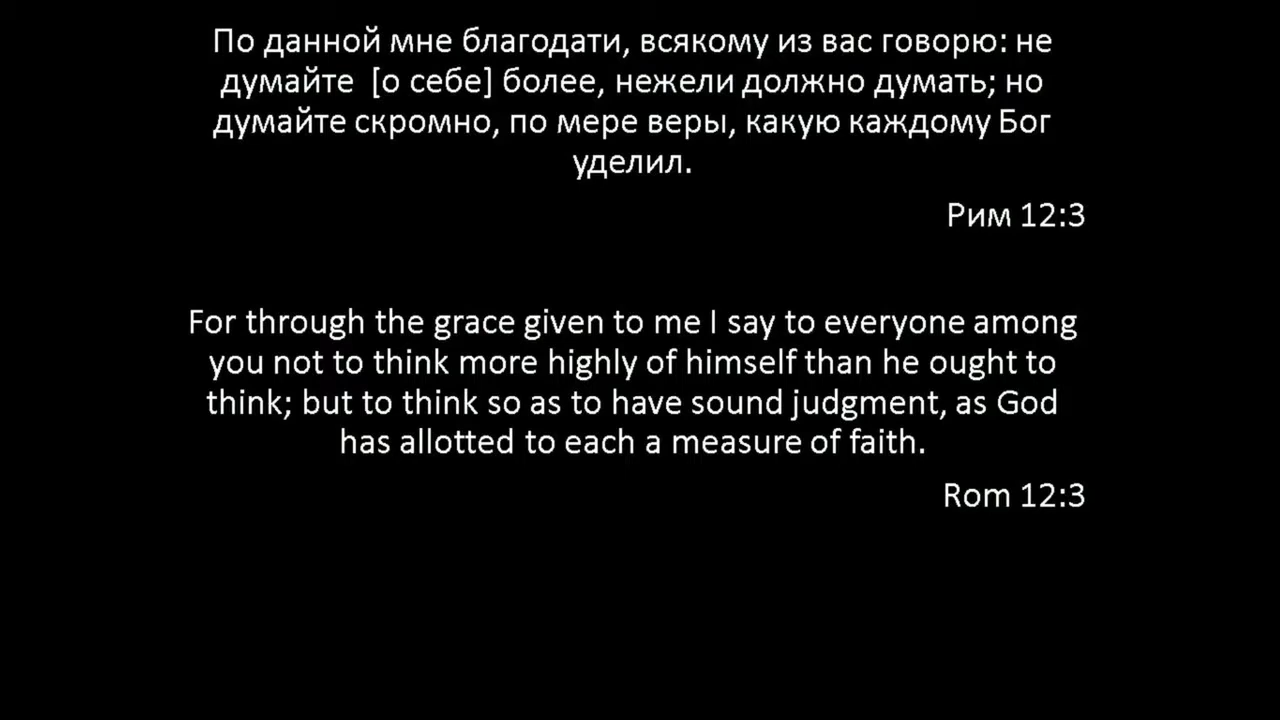 По данной мне благодати, всякому из вас говорю: не
думайте  [о себе] более, нежели должно думать; но
думайте скромно, по мере веры, какую каждому Бог
уделил.
Рим 12:3
For through the grace given to me I say to everyone among
you not to think more highly of himself than he ought to
think; but to think so as to have sound judgment, as God
has allotted to each a measure of faith.
Rom 12:3